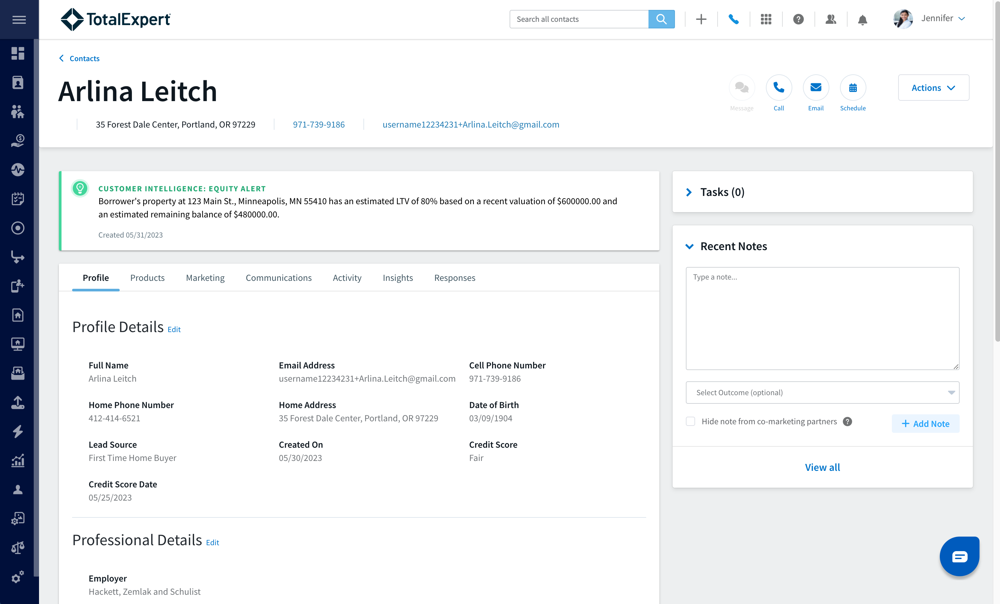 TotalExpert
Search all contacts
Jennifer
Contacts
Arlina Leitch
Message
Call
Email
Schedule
Actions
35 Forest Dale Center, Portland, OR 97229
971-739-9186
username12234231+Arlina.Leitch@gmail.com
CUSTOMER INTELLIGENCE: EQUITY ALERT
Borrower's property at 123 Main St., Minneapolis, MN 55410 has an estimated LTV of 80% based on a recent valuation of $600000.00 and
an estimated remaining balance of $480000.00.
Created 05/31/2023
Profile
Products
Marketing
Communications
Activity
Insights
Responses
Profile Details Edit
Full Name
Arlina Leitch
Email Address
username12234231+Arlina.Leitch@gmail.com
Cell Phone Number
971-739-9186
Home Phone Number
412-414-6521
Home Address
35 Forest Dale Center, Portland, OR 97229
Date of Birth
03/09/1904
Lead Source
First Time Home Buyer
Created On
05/30/2023
Credit Score
Fair
Credit Score Date
05/25/2023
Professional Details Edit
Employer
Hackett, Zemlak and Schulist
Tasks (0)
Recent Notes
Type a note...
Select Outcome (optional)
Hide note from co-marketing partners
+ Add Note
View all